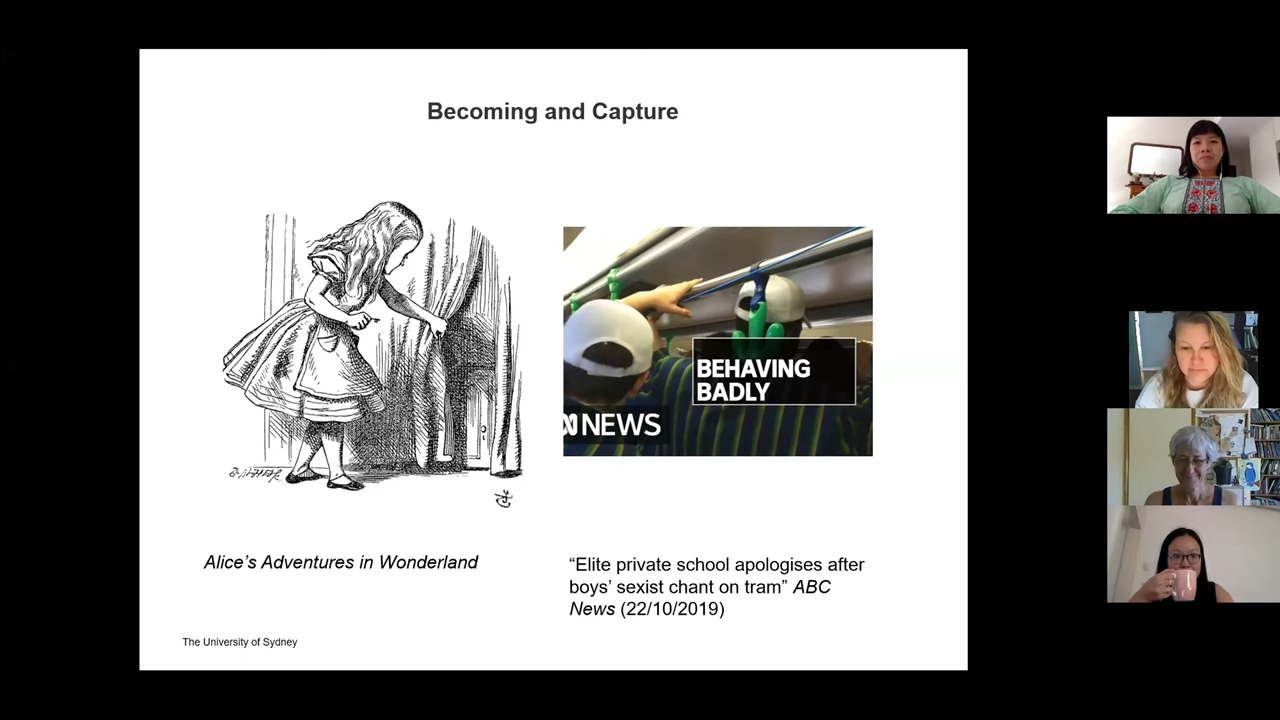 Becoming and Capture
BEHAVING
BADLY
NEWS
Alice's Adventures in Wonderland
“Elite private school apologises after
boys’ sexist chant on tram” ABC
News (22/10/2019)
The University of Sydney